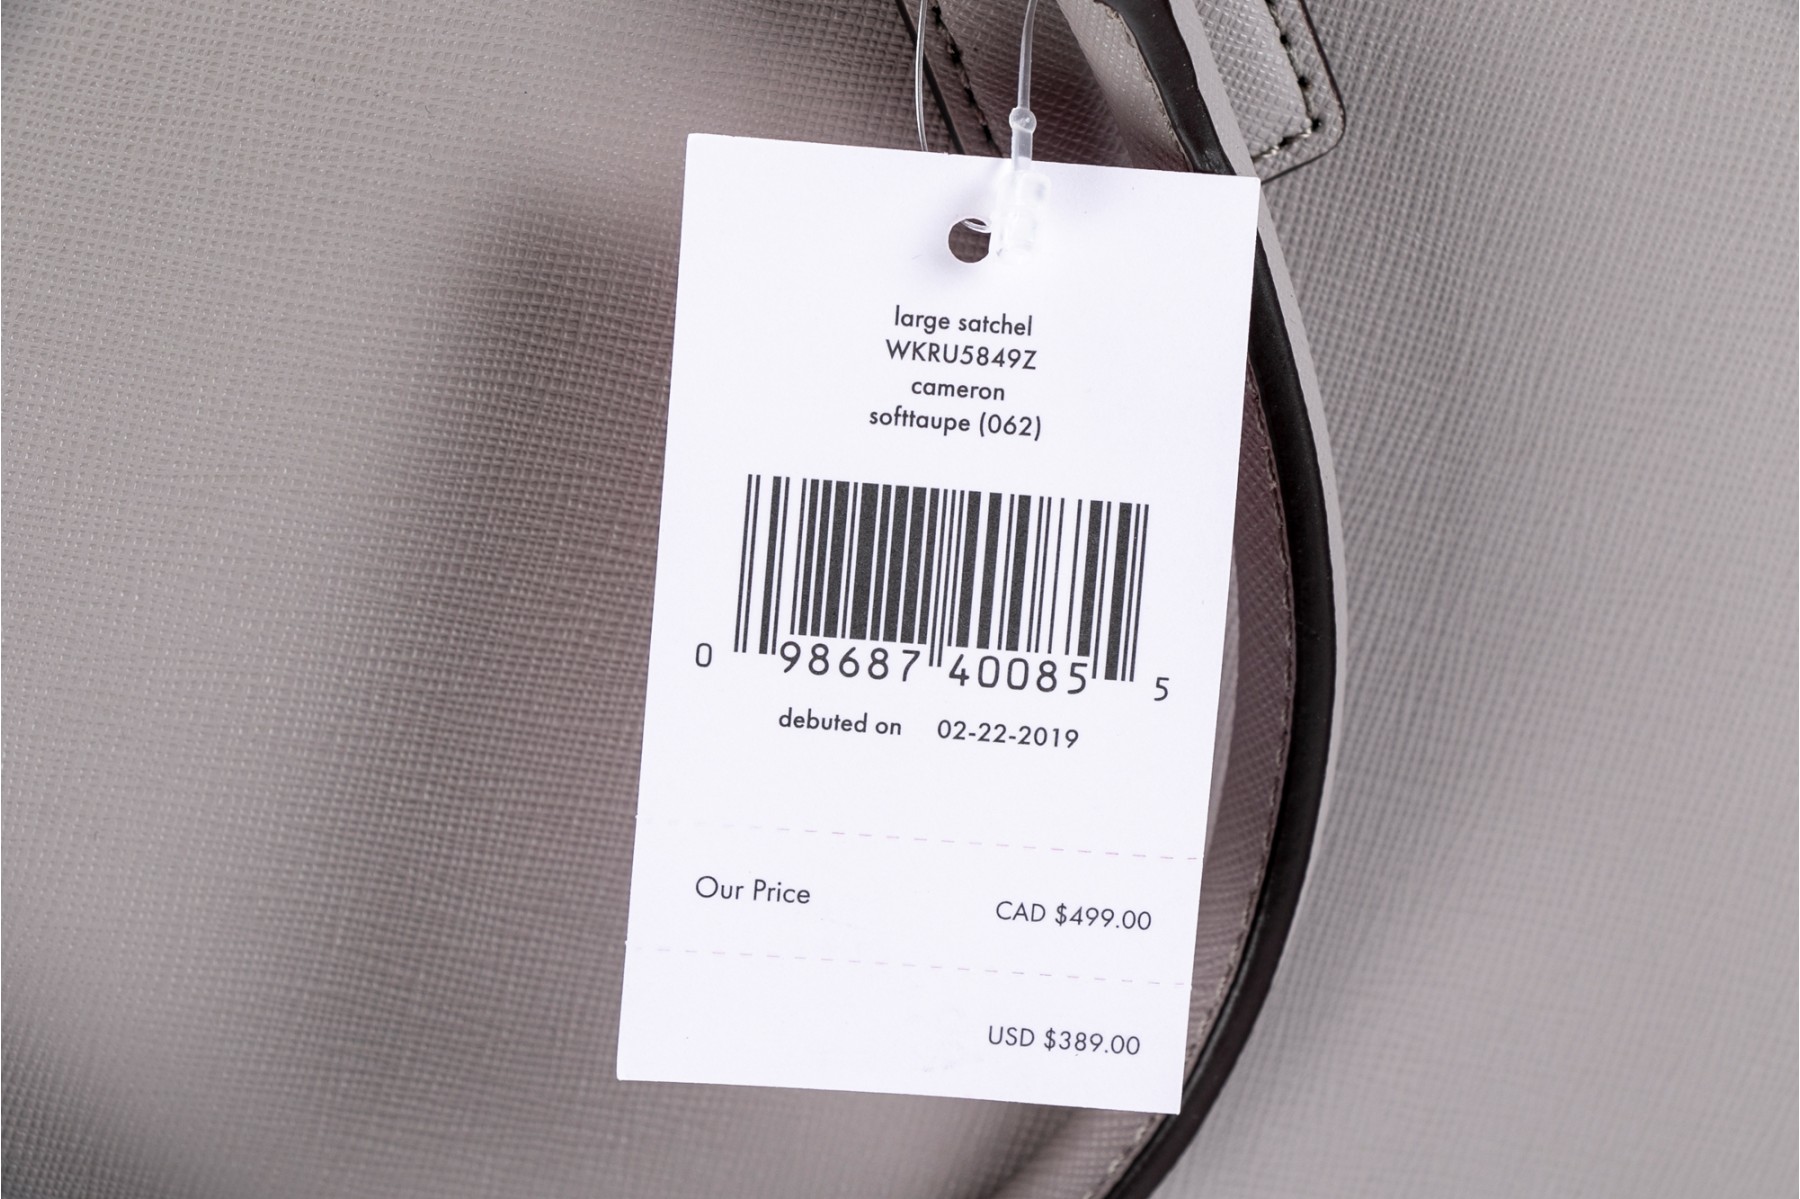 large satchel
WKRU5849Z
cameron
softtaupe (062)
0 98687 40085 5
debuted on 02-22-2019
Our Price CAD $499.00
USD $389.00